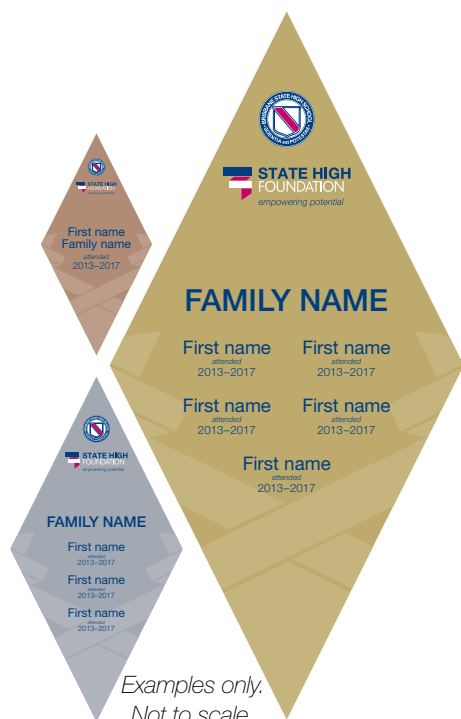 BRISBANE STATE HIGH SCHOOL
SCIENTIA EST POTESTAS
STATE HIGH
FOUNDATION
empowering potential
FAMILY NAME
First name First name
attended attended
2013–2017 2013–2017
First name First name
attended attended
2013–2017 2013–2017
First name
attended
2013–2017
STATE HIGH
FOUNDATION
empowering potential
First name
Family name
attended
2013–2017
STATE HIGH
FOUNDATION
empowering potential
FAMILY NAME
First name
attended
2013–2017
First name
attended
2013–2017
First name
attended
2013–2017
Examples only.
Not to scale